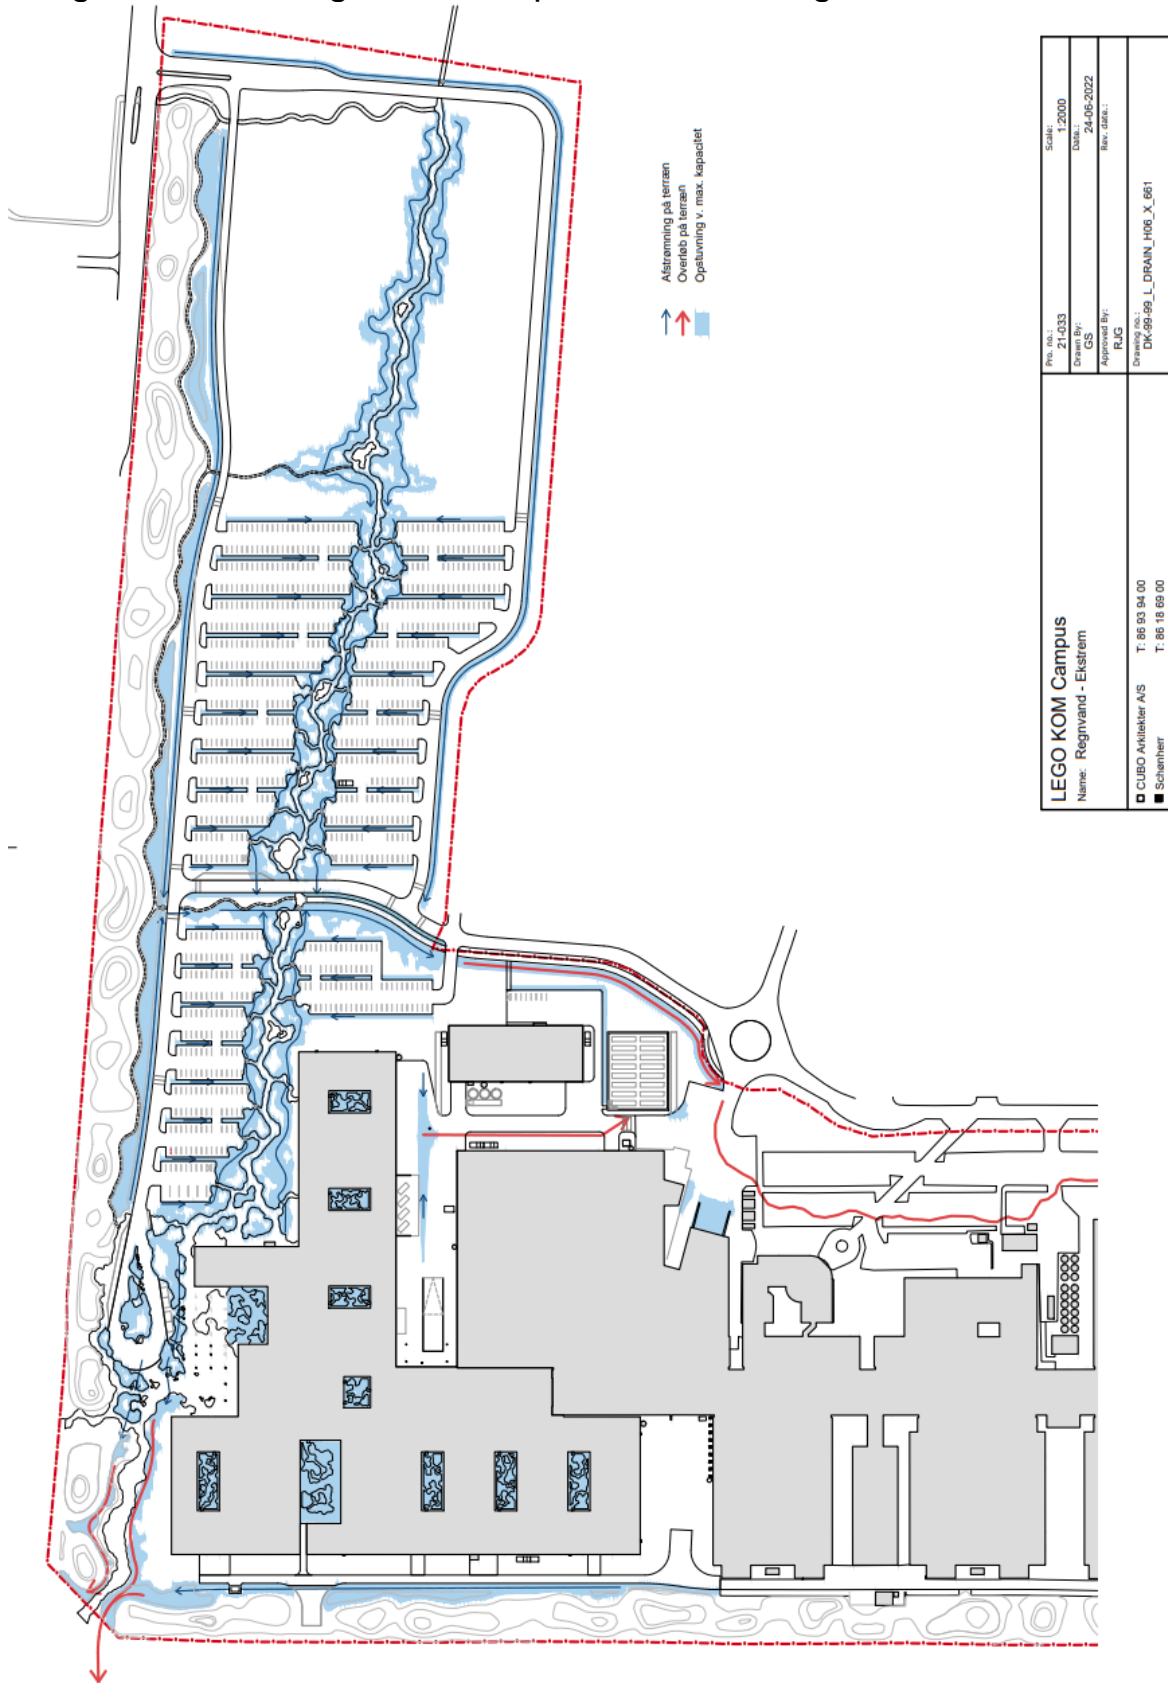 Afstrømning på terræn
Overløb på terræn
Opstuvning v. max. kapacitet
LEGO KOM Campus
Name: Regnvand - Ekstrem
CUBO Arkitekter A/S T: 86 93 94 00
Schønherr T: 86 18 69 00
Pro. no.: 21-033
Scale: 1:2000
Drawn By: GS
Date.: 24-06-2022
Approved By: RJG
Rev. date.:
Drawing no.:
DK-99-99_L_DRAIN_H06_X_661